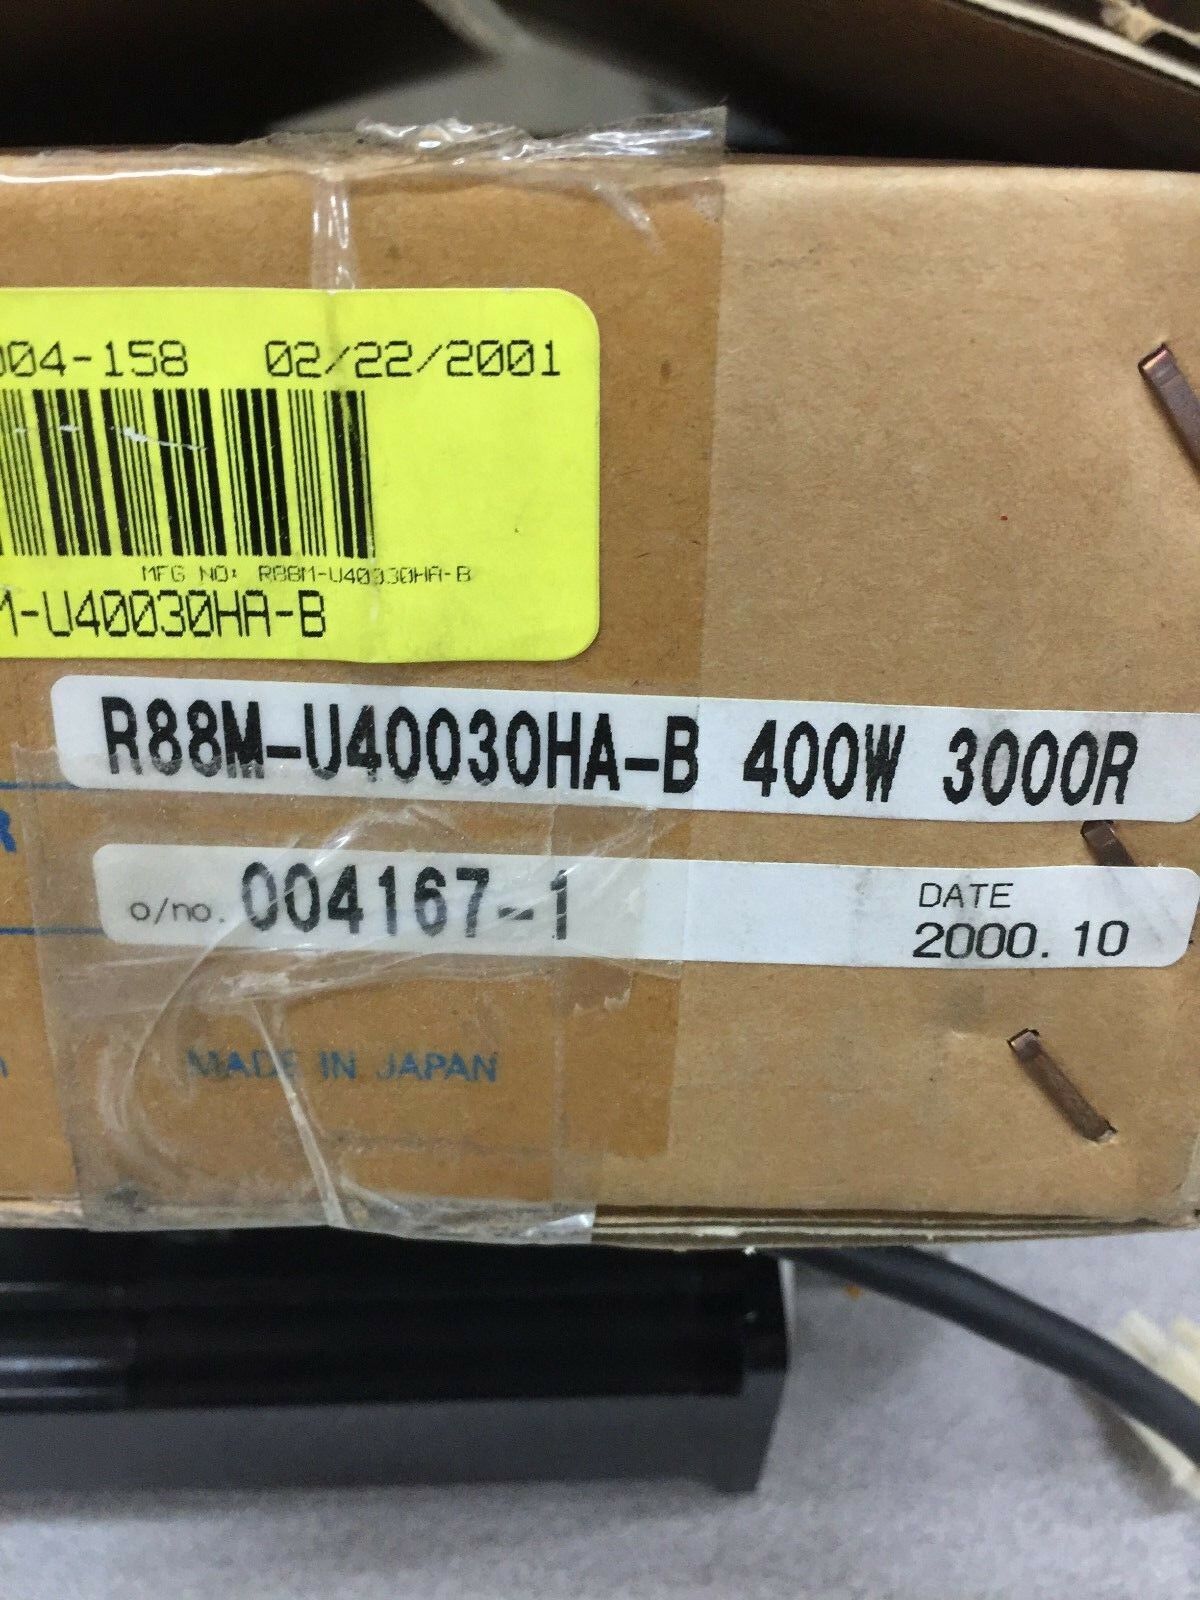 004-158 02/22/2001
MFG NO: R88M-U40030HA-B
M-U40030HA-B
R88M-U40030HA-B 400W 3000R
R
o/no. 004167-1
DATE
2000.10
MADE IN JAPAN